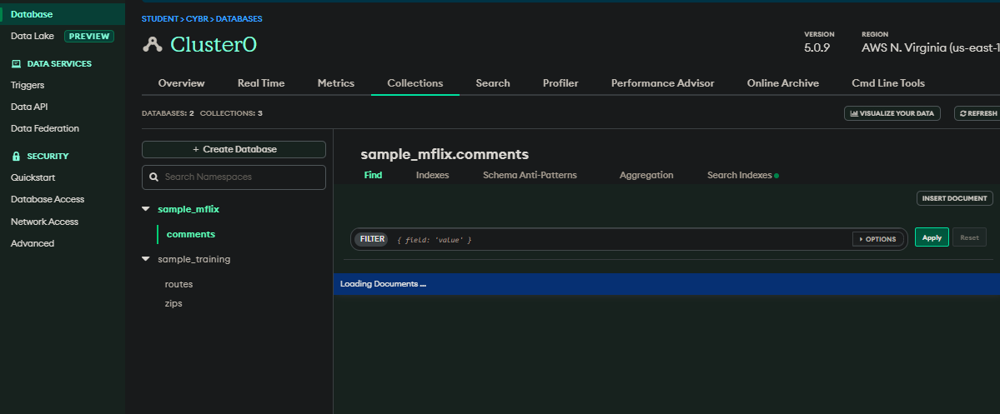 Database
Data Lake PREVIEW
DATA SERVICES
Triggers
Data API
Data Federation
SECURITY
Quickstart
Database Access
Network Access
Advanced
STUDENT > CYBR > DATABASES
Cluster0
VERSION
5.0.9
REGION
AWS N. Virginia (us-east-1
Overview Real Time Metrics Collections Search Profiler Performance Advisor Online Archive Cmd Line Tools
DATABASES: 2 COLLECTIONS: 3
VISUALIZE YOUR DATA
REFRESH
+ Create Database
Search Namespaces
sample_mflix
comments
sample_training
routes
zips
sample_mflix.comments
Find Indexes Schema Anti-Patterns Aggregation Search Indexes
INSERT DOCUMENT
FILTER { field: 'value' } OPTIONS Apply Reset
Loading Documents ...